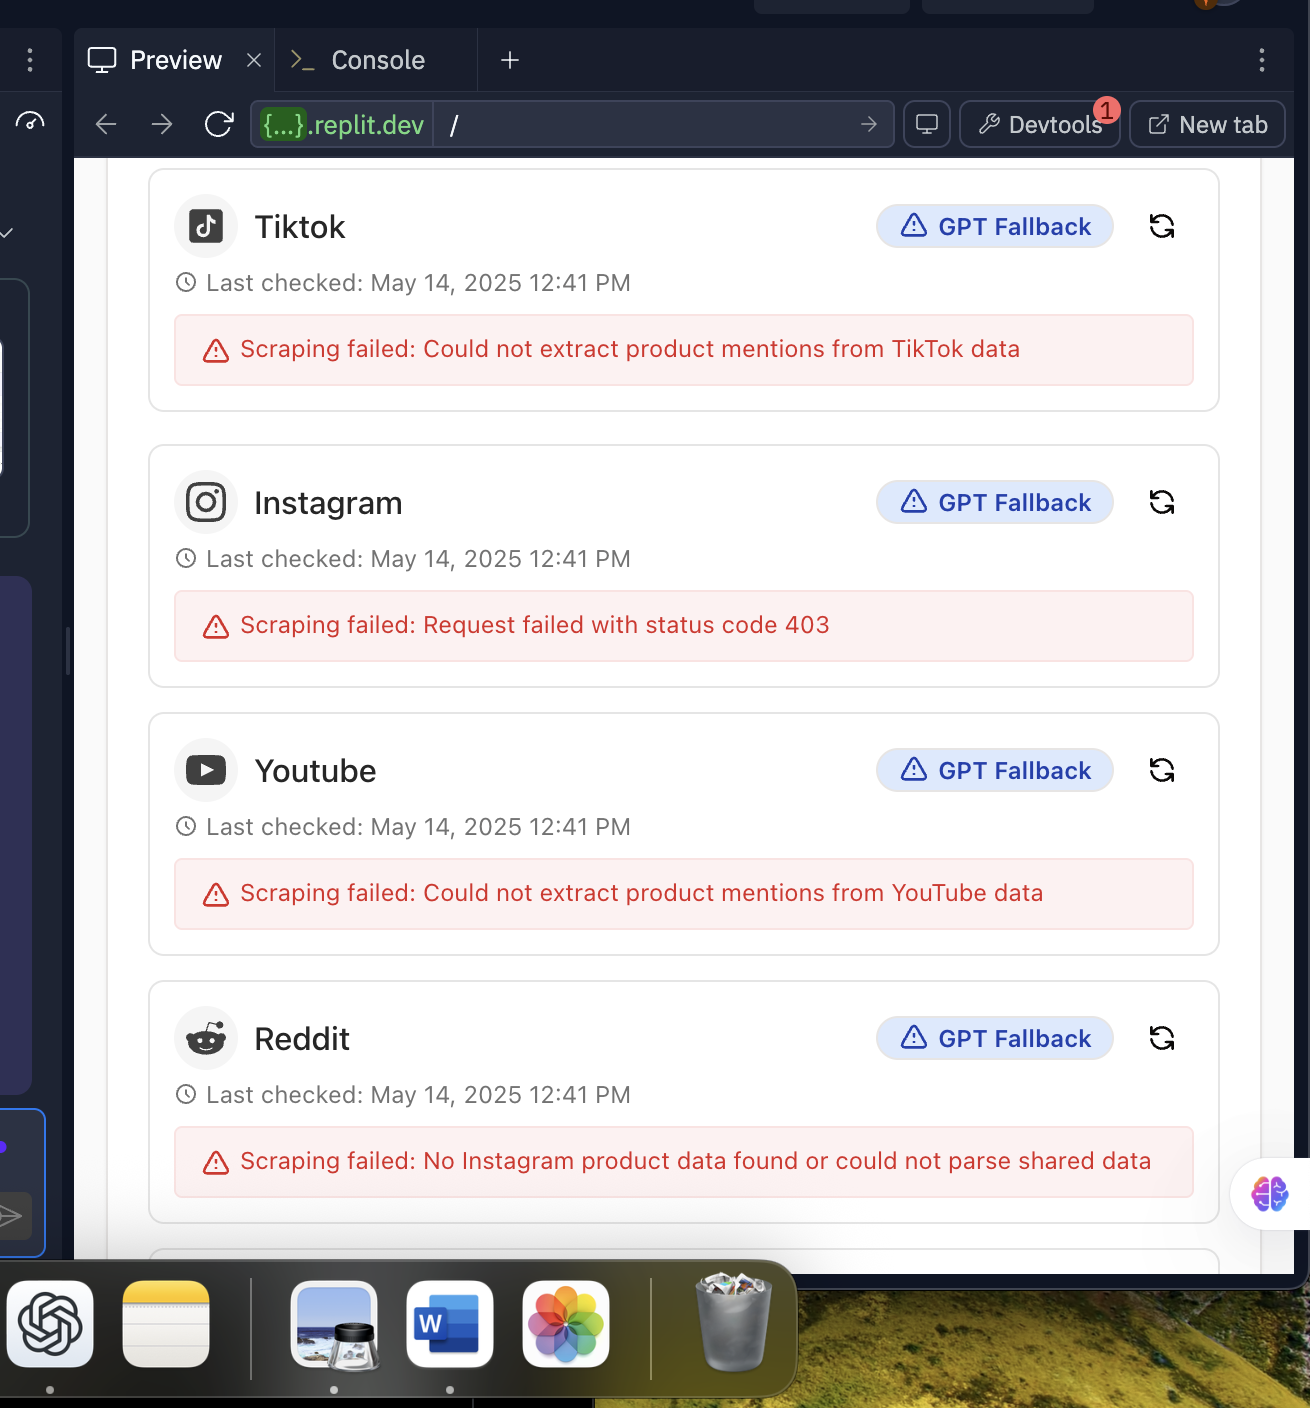 Preview
Console
{...}.replit.dev
/
Devtools
1
New tab
Tiktok
GPT Fallback
Last checked: May 14, 2025 12:41 PM
Scraping failed: Could not extract product mentions from TikTok data
Instagram
GPT Fallback
Last checked: May 14, 2025 12:41 PM
Scraping failed: Request failed with status code 403
Youtube
GPT Fallback
Last checked: May 14, 2025 12:41 PM
Scraping failed: Could not extract product mentions from YouTube data
Reddit
GPT Fallback
Last checked: May 14, 2025 12:41 PM
Scraping failed: No Instagram product data found or could not parse shared data
W